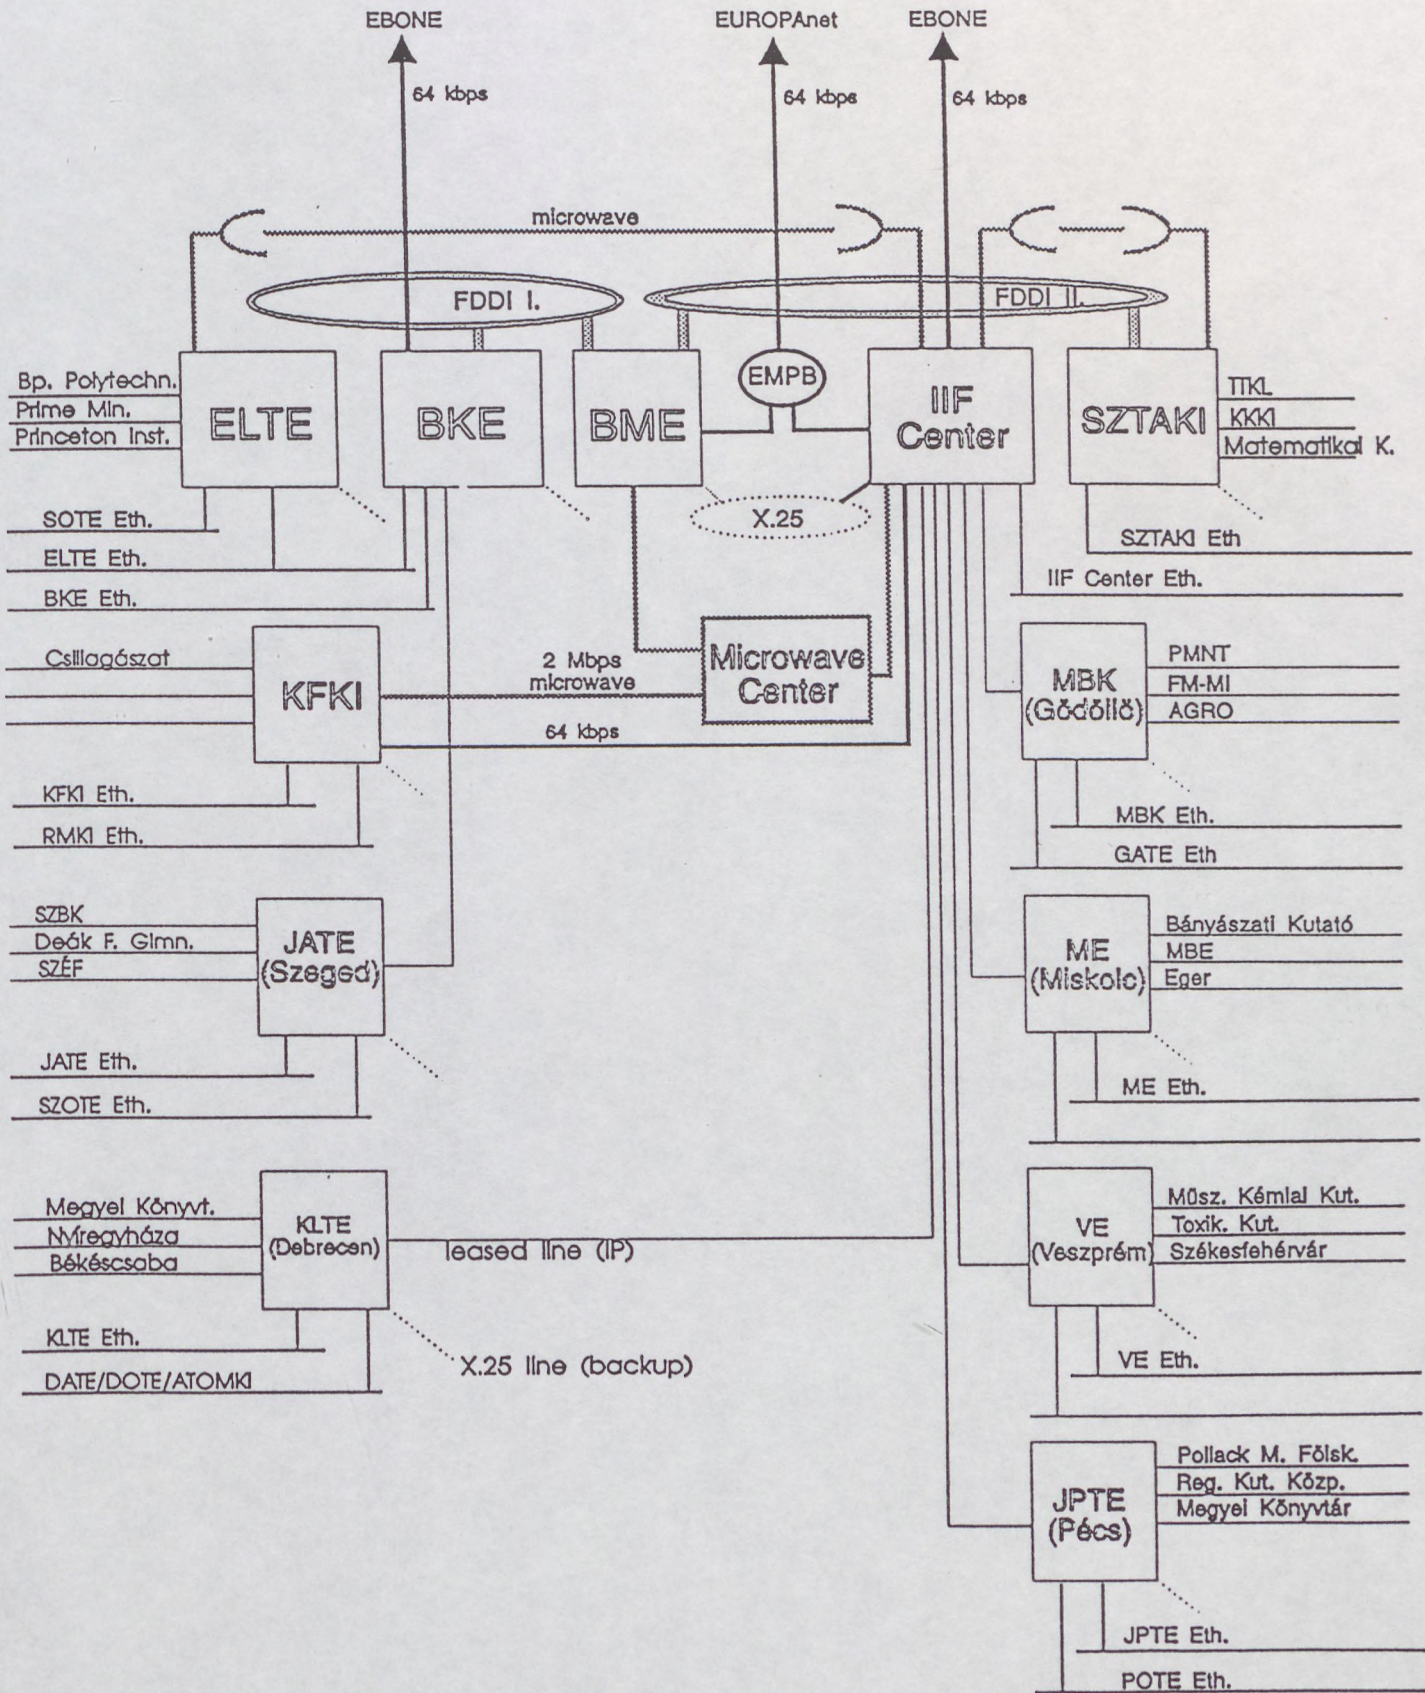 EBONE EUROPAnet EBONE
64 kbps 64 kbps 64 kbps
microwave
FDDI I. FDDI II.
EMPB
ELTE BKE BME IIF Center SZTAKI
Bp. Polytechn.
Prime Min.
Princeton Inst.
TTKL
KKKI
Matematikai K.
X.25
SOTE Eth.
ELTE Eth.
BKE Eth.
SZTAKI Eth
IIF Center Eth.
Csillagászat
KFKI
2 Mbps
microwave
Microwave
Center
64 kbps
MBK
(Gödöllő)
PMNT
FM-MI
AGRO
KFKI Eth.
RMKI Eth.
MBK Eth.
GATE Eth
SZBK
Deák F. Gimn.
SZÉF
JATE
(Szeged)
ME
(Miskolc)
Bányászati Kutató
MBE
Eger
JATE Eth.
SZOTE Eth.
ME Eth.
Megyei Könyvt.
Nyíregyháza
Békéscsaba
KLTE
(Debrecen)
leased line (IP)
VE
(Veszprém)
Műsz. Kémiai Kut.
Toxik. Kut.
Székesfehérvár
KLTE Eth.
DATE/DOTE/ATOMKI
X.25 line (backup)
VE Eth.
JPTE
(Pécs)
Pollack M. Főisk.
Reg. Kut. Közp.
Megyei Könyvtár
JPTE Eth.
POTE Eth.